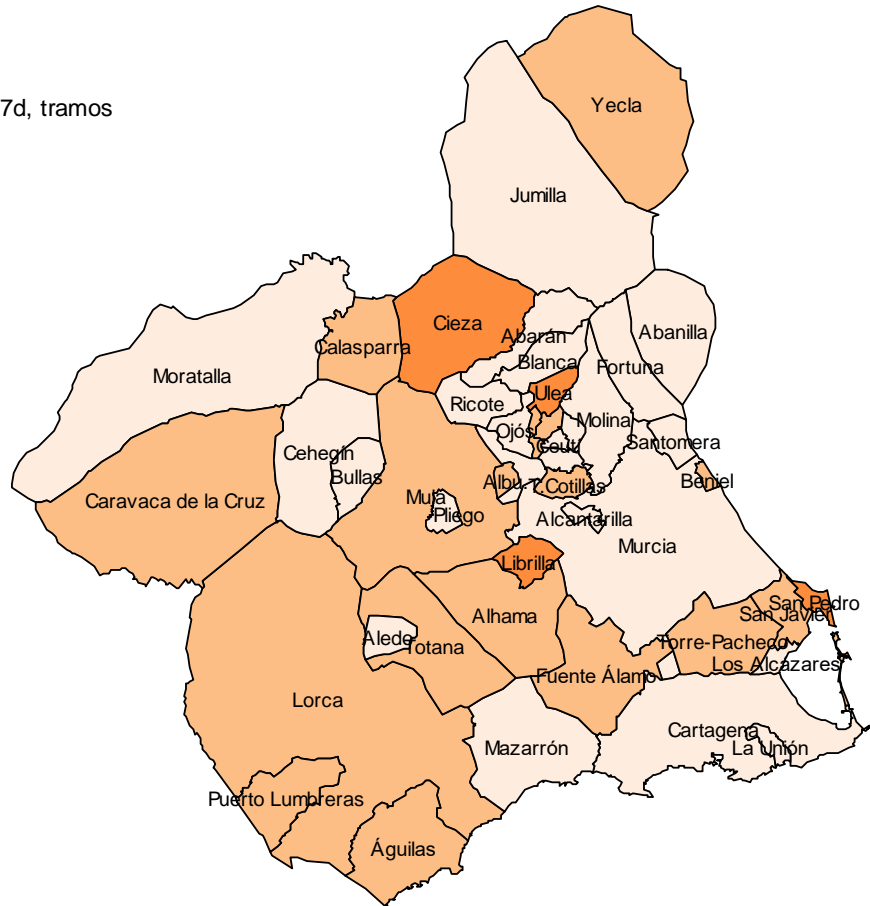 7d, tramos
Yecla
Jumilla
Cieza
Abarán
Abanilla
Calasparra
Blanca
Fortuna
Moratalla
Ulea
Ricote
Molina
Ojós
Ceutí
Santomera
Cehegín
Bullas
Albu.
T.Cotillas
Beniel
Caravaca de la Cruz
Mula
Pliego
Alcantarilla
Murcia
Librilla
San Pedro
San Javier
Alhama
Aledo
Totana
Torre-Pacheco
Los Alcázares
Fuente Álamo
Lorca
Cartagena
La Unión
Mazarrón
Puerto Lumbreras
Águilas